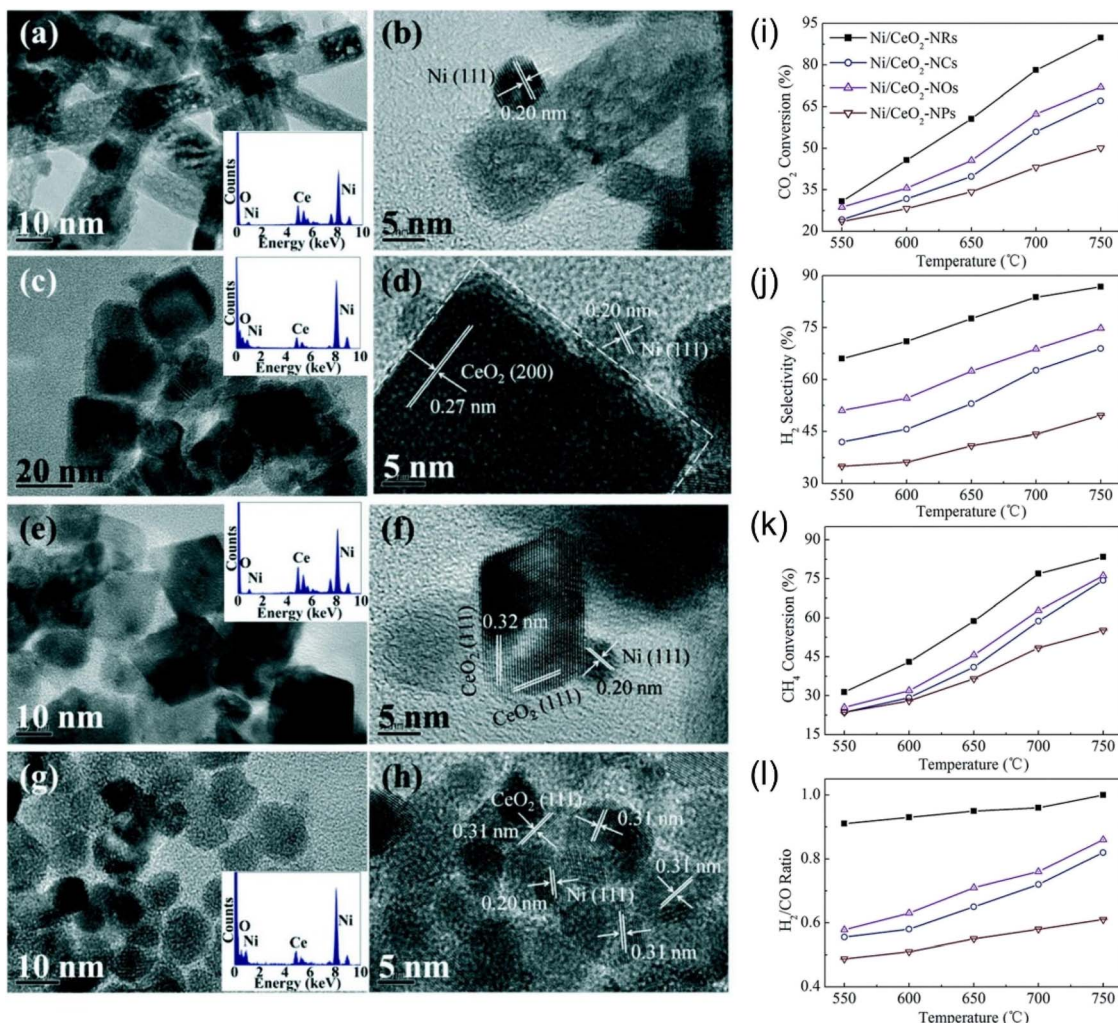 (a)
10 nm
Counts
O
Ni
Ce
Ni
0 2 4 6 8 10
Energy (keV)
(b)
Ni (111)
0.20 nm
5 nm
(c)
20 nm
Counts
O
Ni
Ce
Ni
0 2 4 6 8 10
Energy (keV)
(d)
CeO2 (200)
0.27 nm
0.20 nm
Ni (111)
5 nm
(e)
10 nm
Counts
O
Ni
Ce
Ni
0 2 4 6 8 10
Energy (keV)
(f)
CeO2 (111)
0.32 nm
CeO2 (111)
Ni (111)
0.20 nm
5 nm
(g)
10 nm
Counts
O
Ni
Ce
Ni
0 2 4 6 8 10
Energy (keV)
(h)
CeO2 (111)
0.31 nm
0.31 nm
0.31 nm
0.20 nm
Ni (111)
0.31 nm
5 nm
(i)
CO2 Conversion (%)
95
80
65
50
35
20
Ni/CeO2-NRs
Ni/CeO2-NCs
Ni/CeO2-NOs
Ni/CeO2-NPs
550 600 650 700 750
Temperature (℃)
(j)
H2 Selectivity (%)
90
75
60
45
30
550 600 650 700 750
Temperature (℃)
(k)
CH4 Conversion (%)
90
75
60
45
30
15
550 600 650 700 750
Temperature (℃)
(l)
H2/CO Ratio
1.0
0.8
0.6
0.4
550 600 650 700 750
Temperature (℃)